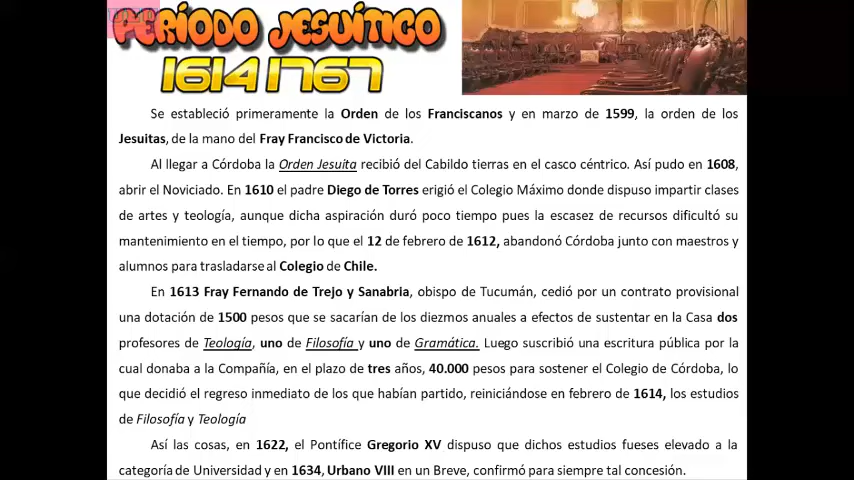 PERÍODO JESUÍTICO
1614 1767
Se estableció primeramente la Orden de los Franciscanos y en marzo de 1599, la orden de los
Jesuitas, de la mano del Fray Francisco de Victoria.
Al llegar a Córdoba la Orden Jesuita recibió del Cabildo tierras en el casco céntrico. Así pudo en 1608,
abrir el Noviciado. En 1610 el padre Diego de Torres erigió el Colegio Máximo donde dispuso impartir clases
de artes y teología, aunque dicha aspiración duró poco tiempo pues la escasez de recursos dificultó su
mantenimiento en el tiempo, por lo que el 12 de febrero de 1612, abandonó Córdoba junto con maestros y
alumnos para trasladarse al Colegio de Chile.
En 1613 Fray Fernando de Trejo y Sanabria, obispo de Tucumán, cedió por un contrato provisional
una dotación de 1500 pesos que se sacarían de los diezmos anuales a efectos de sustentar en la Casa dos
profesores de Teología, uno de Filosofía y uno de Gramática. Luego suscribió una escritura pública por la
cual donaba a la Compañía, en el plazo de tres años, 40.000 pesos para sostener el Colegio de Córdoba, lo
que decidió el regreso inmediato de los que habían partido, reiniciándose en febrero de 1614, los estudios
de Filosofía y Teología
Así las cosas, en 1622, el Pontífice Gregorio XV dispuso que dichos estudios fueses elevado a la
categoría de Universidad y en 1634, Urbano VIII en un Breve, confirmó para siempre tal concesión.